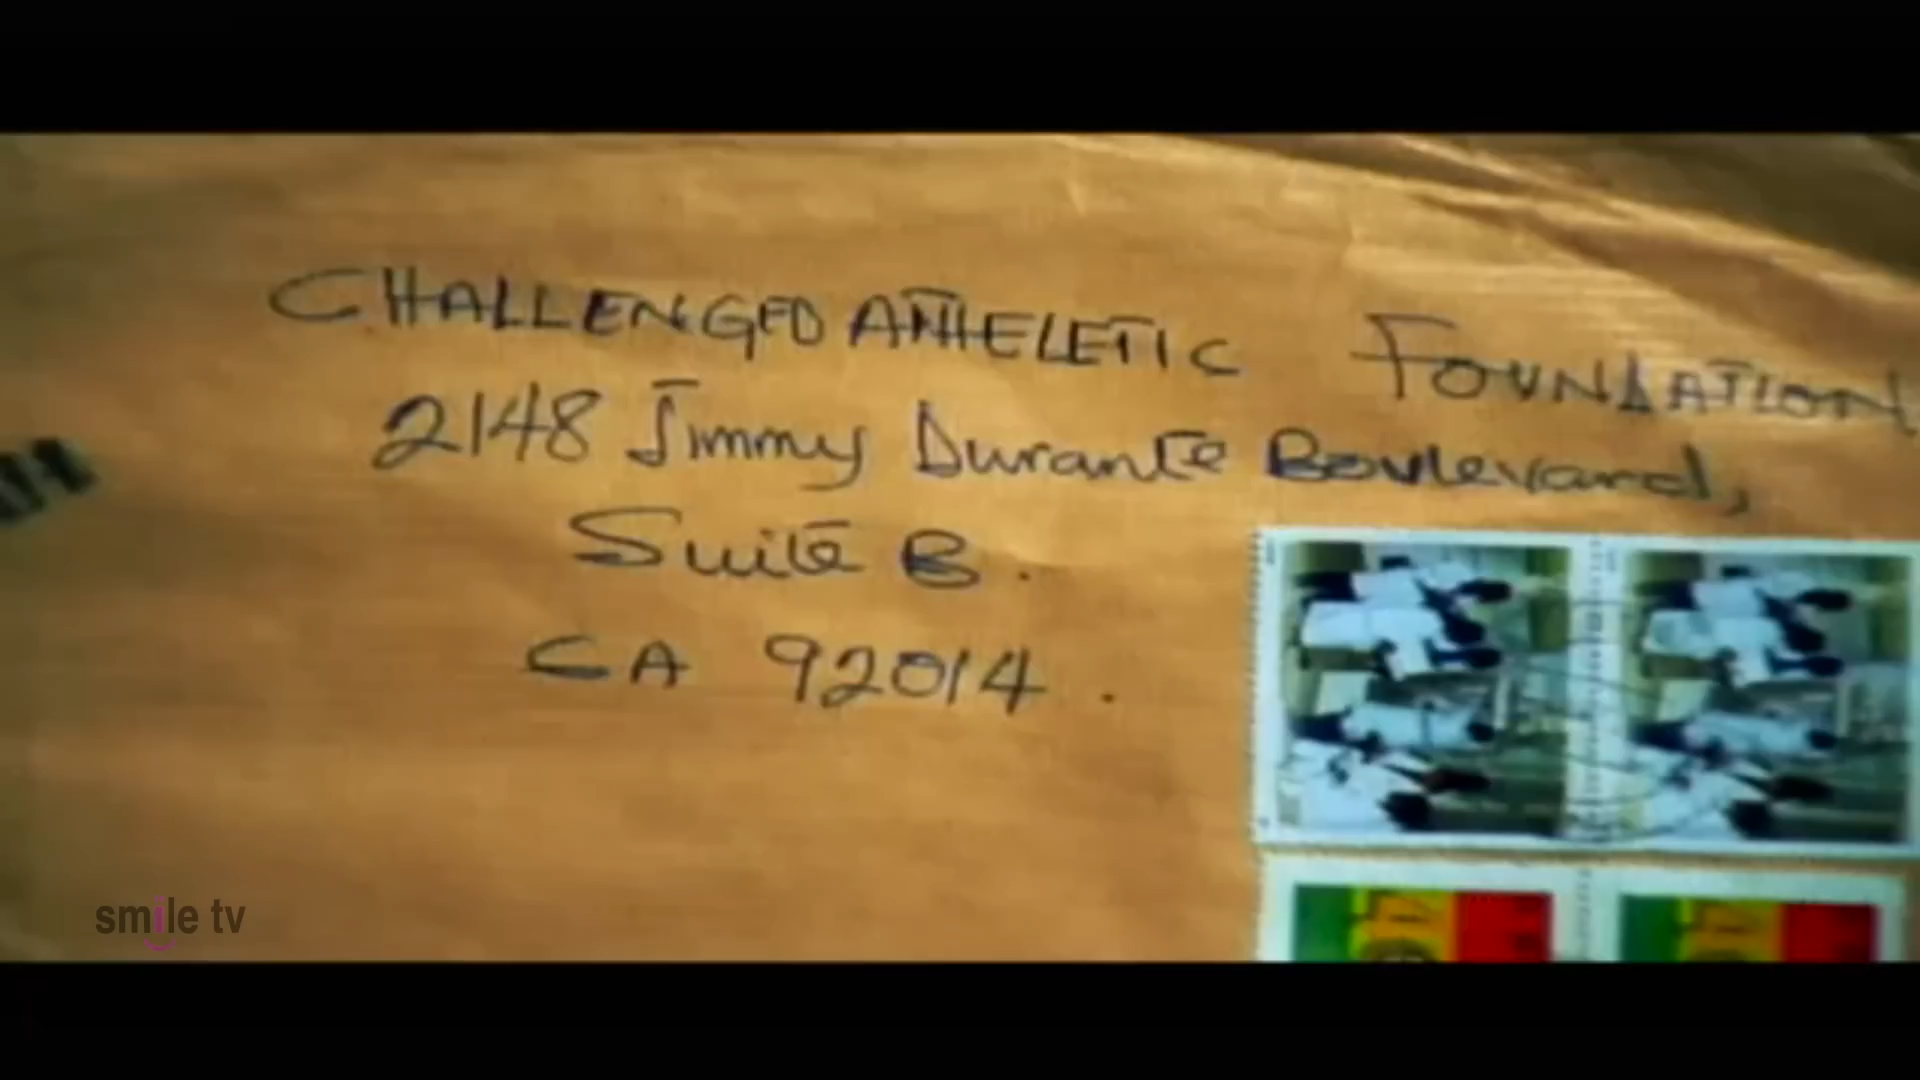 CHALLENGED ATHELETIC FOUNDATION
2148 Jimmy Durante Boulevard,
Suite B.
CA 92014.
smile tv